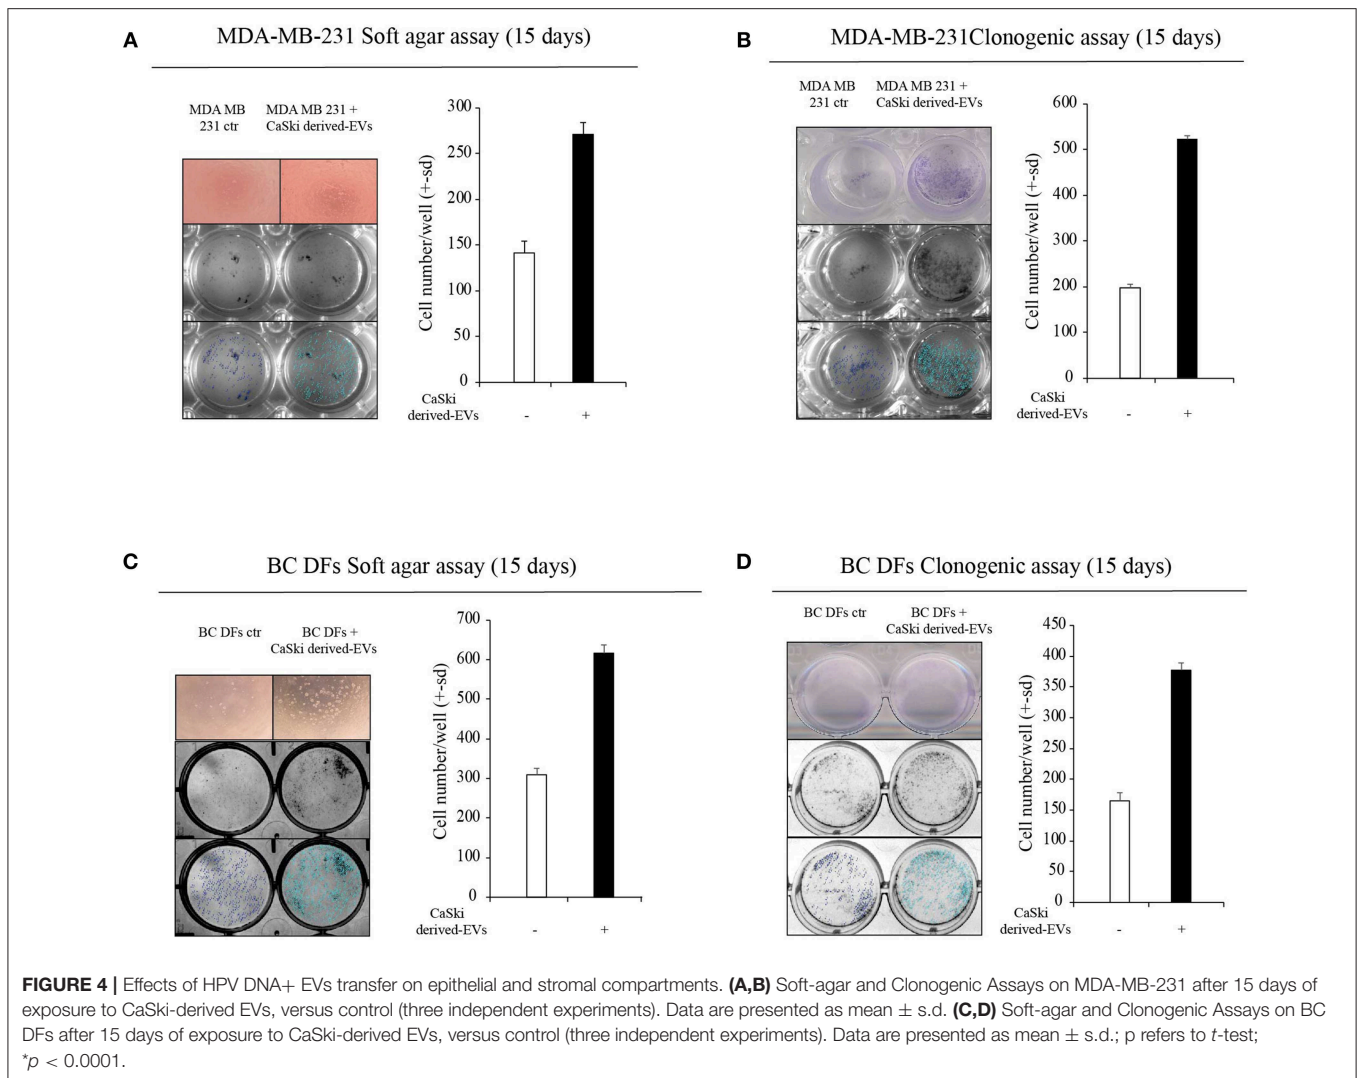 A
MDA-MB-231 Soft agar assay (15 days)
MDA MB
231 ctr
MDA MB 231 +
CaSki derived-EVs
Cell number/well (+-sd)
300
250
200
150
100
50
0
CaSki
derived-EVs
-
+
B
MDA-MB-231Clonogenic assay (15 days)
MDA MB
231 ctr
MDA MB 231 +
CaSki derived-EVs
Cell number/well (+-sd)
600
500
400
300
200
100
0
CaSki
derived-EVs
-
+
C
BC DFs Soft agar assay (15 days)
BC DFs ctr
BC DFs +
CaSki derived-EVs
Cell number/well (+-sd)
700
600
500
400
300
200
100
0
CaSki
derived-EVs
-
+
D
BC DFs Clonogenic assay (15 days)
BC DFs ctr
BC DFs +
CaSki derived-EVs
Cell number/well (+-sd)
450
400
350
300
250
200
150
100
50
0
CaSki
derived-EVs
-
+
FIGURE 4 | Effects of HPV DNA+ EVs transfer on epithelial and stromal compartments. (A,B) Soft-agar and Clonogenic Assays on MDA-MB-231 after 15 days of
exposure to CaSki-derived EVs, versus control (three independent experiments). Data are presented as mean ± s.d. (C,D) Soft-agar and Clonogenic Assays on BC
DFs after 15 days of exposure to CaSki-derived EVs, versus control (three independent experiments). Data are presented as mean ± s.d.; p refers to t-test;
*p < 0.0001.